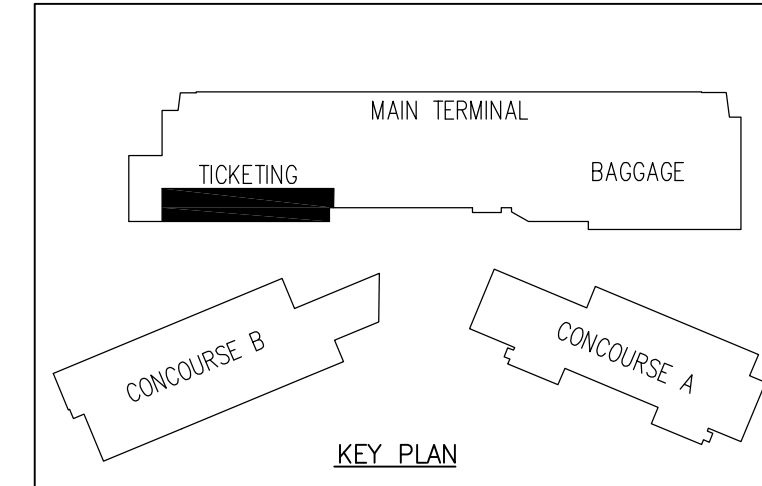 MAIN TERMINAL
TICKETING
BAGGAGE
CONCOURSE B
CONCOURSE A
KEY PLAN